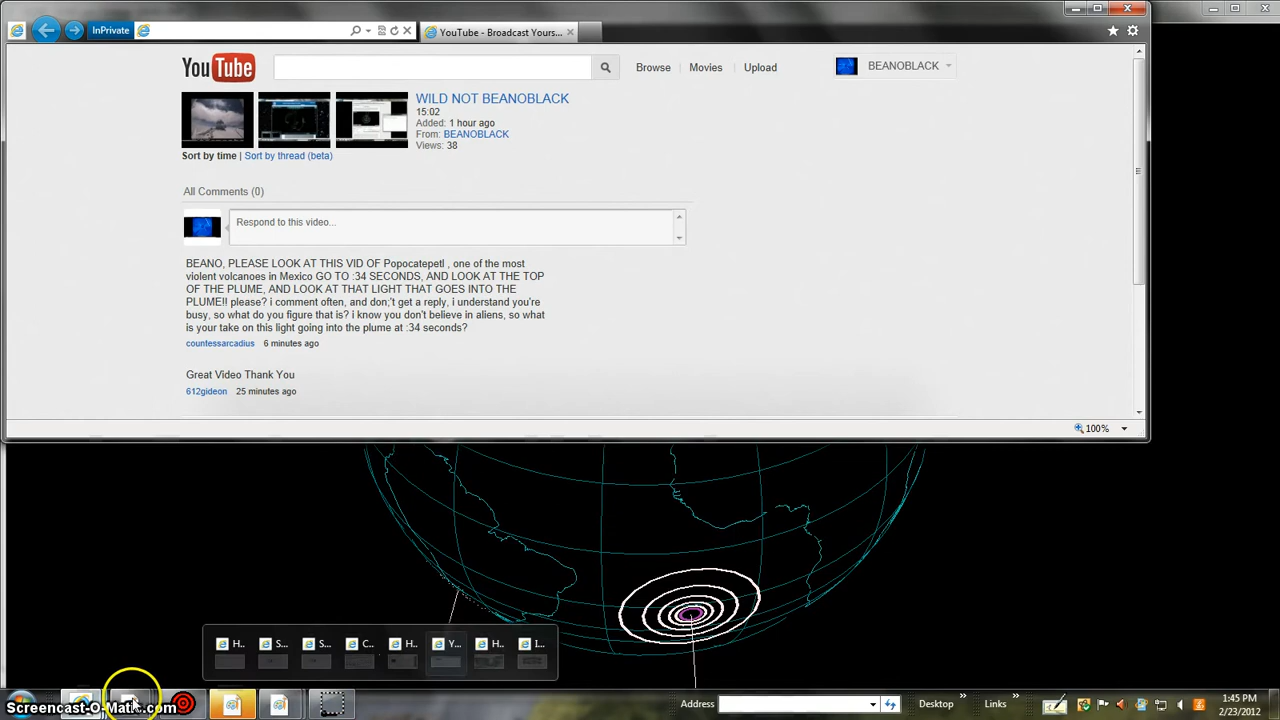 InPrivate
YouTube - Broadcast Yours...
YouTube
Browse
Movies
Upload
BEANOBLACK
WILD NOT BEANOBLACK
15:02
Added: 1 hour ago
From: BEANOBLACK
Views: 38
Sort by time | Sort by thread (beta)
All Comments (0)
Respond to this video...
BEANO, PLEASE LOOK AT THIS VID OF Popocatepetl , one of the most
violent volcanoes in Mexico GO TO :34 SECONDS, AND LOOK AT THE TOP
OF THE PLUME, AND LOOK AT THAT LIGHT THAT GOES INTO THE
PLUME!! please? i comment often, and don;'t get a reply, i understand you're
busy, so what do you figure that is? i know you don't believe in aliens, so what
is your take on this light going into the plume at :34 seconds?
countessarcadius 6 minutes ago
Great Video Thank You
612gideon 25 minutes ago
100%
H... S... S... C... H... Y... H... I...
Screencast-O-Matic.com
Address
Desktop
Links
1:45 PM
2/23/2012